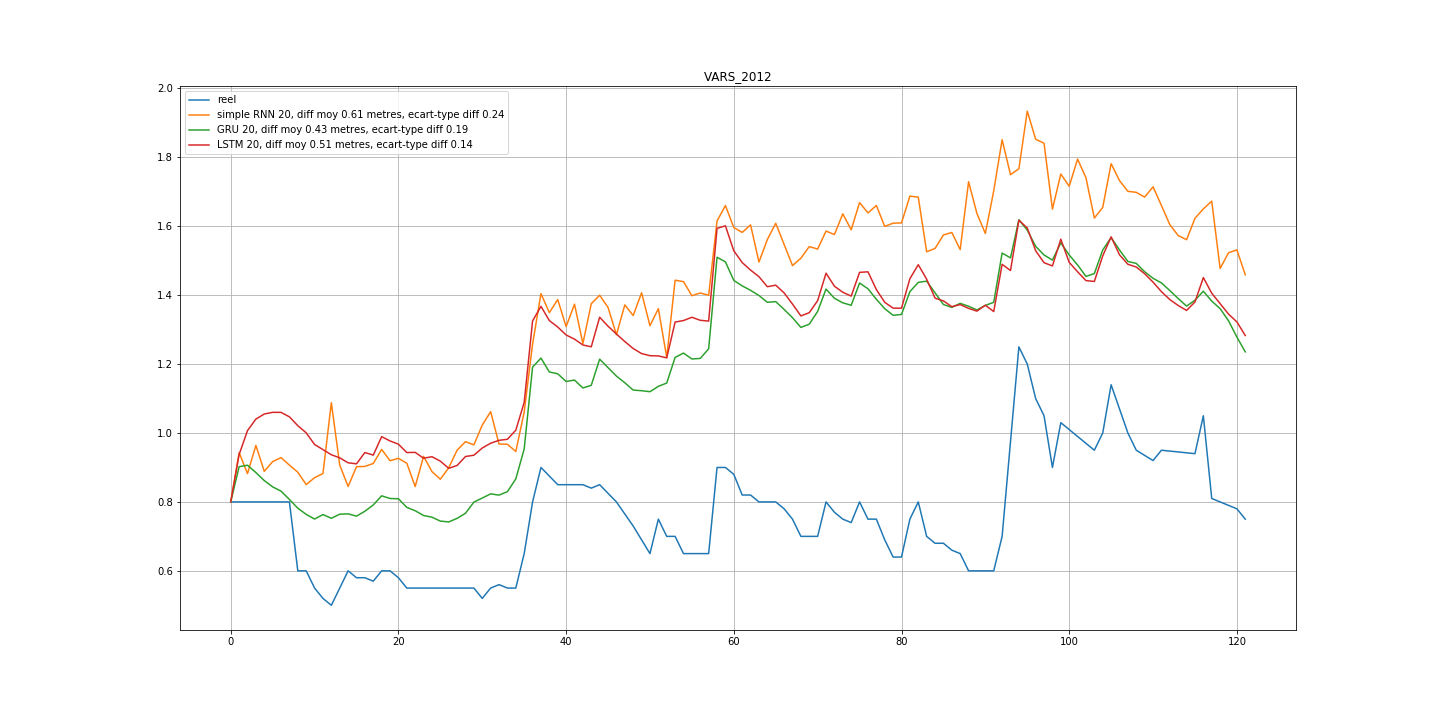 VARS_2012
reel
simple RNN 20, diff moy 0.61 metres, ecart-type diff 0.24
GRU 20, diff moy 0.43 metres, ecart-type diff 0.19
LSTM 20, diff moy 0.51 metres, ecart-type diff 0.14
2.0
1.8
1.6
1.4
1.2
1.0
0.8
0.6
0 20 40 60 80 100 120